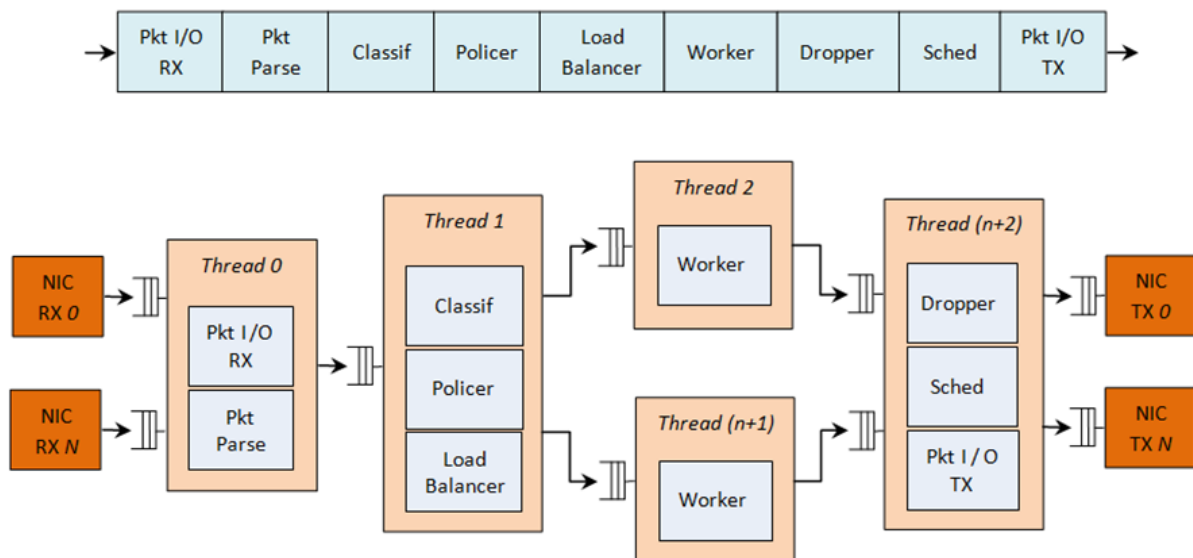 Pkt I/O
RX
Pkt
Parse
Classif
Policer
Load
Balancer
Worker
Dropper
Sched
Pkt I/O
TX
NIC
RX 0
NIC
RX N
Thread 0
Pkt I/O
RX
Pkt
Parse
Thread 1
Classif
Policer
Load
Balancer
Thread 2
Worker
Thread (n+1)
Worker
Thread (n+2)
Dropper
Sched
Pkt I / O
TX
NIC
TX 0
NIC
TX N